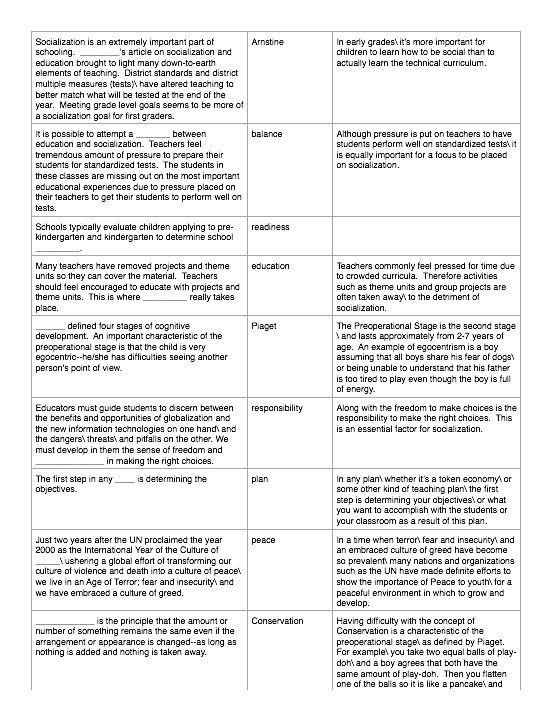 Socialization is an extremely important part of
schooling. ________'s article on socialization and
education brought to light many down-to-earth
elements of teaching. District standards and district
multiple measures (tests)\ have altered teaching to
better match what will be tested at the end of the
year. Meeting grade level goals seems to be more of
a socialization goal for first graders.
Arnstine
In early grades\ it's more important for
children to learn how to be social than to
actually learn the technical curriculum.
It is possible to attempt a _______ between
education and socialization. Teachers feel
tremendous amount of pressure to prepare their
students for standardized tests. The students in
these classes are missing out on the most important
educational experiences due to pressure placed on
their teachers to get their students to perform well on
tests.
balance
Although pressure is put on teachers to have
students perform well on standardized tests\ it
is equally important for a focus to be placed
on socialization.
Schools typically evaluate children applying to pre-
kindergarten and kindergarten to determine school
__________.
readiness
Many teachers have removed projects and theme
units so they can cover the material. Teachers
should feel encouraged to educate with projects and
theme units. This is where _________ really takes
place.
education
Teachers commonly feel pressed for time due
to crowded curricula. Therefore activities
such as theme units and group projects are
often taken away\ to the detriment of
socialization.
______ defined four stages of cognitive
development. An important characteristic of the
preoperational stage is that the child is very
egocentric--he/she has difficulties seeing another
person's point of view.
Piaget
The Preoperational Stage is the second stage
\ and lasts approximately from 2-7 years of
age. An example of egocentrism is a boy
assuming that all boys share his fear of dogs\
or being unable to understand that his father
is too tired to play even though the boy is full
of energy.
Educators must guide students to discern between
the benefits and opportunities of globalization and
the new information technologies on one hand\ and
the dangers\ threats\ and pitfalls on the other. We
must develop in them the sense of freedom and
______________ in making the right choices.
responsibility
Along with the freedom to make choices is the
responsibility to make the right choices. This
is an essential factor for socialization.
The first step in any ____ is determining the
objectives.
plan
In any plan\ whether it's a token economy\ or
some other kind of teaching plan\ the first
step is determining your objectives\ or what
you want to accomplish with the students or
your classroom as a result of this plan.
Just two years after the UN proclaimed the year
2000 as the International Year of the Culture of
_____\ ushering a global effort of transforming our
culture of violence and death into a culture of peace\
we live in an Age of Terror; fear and insecurity\ and
we have embraced a culture of greed.
peace
In a time when terror\ fear and insecurity\ and
an embraced culture of greed have become
so prevalent\ many nations and organizations
such as the UN have made definite efforts to
show the importance of Peace to youth\ for a
peaceful environment in which to grow and
develop.
____________ is the principle that the amount or
number of something remains the same even if the
arrangement or appearance is changed--as long as
nothing is added and nothing is taken away.
Conservation
Having difficulty with the concept of
Conservation is a characteristic of the
preoperational stage\ as defined by Piaget.
For example\ you take two equal balls of play-
doh\ and a boy agrees that both have the
same amount of play-doh. Then you flatten
one of the balls so it is like a pancake\ and